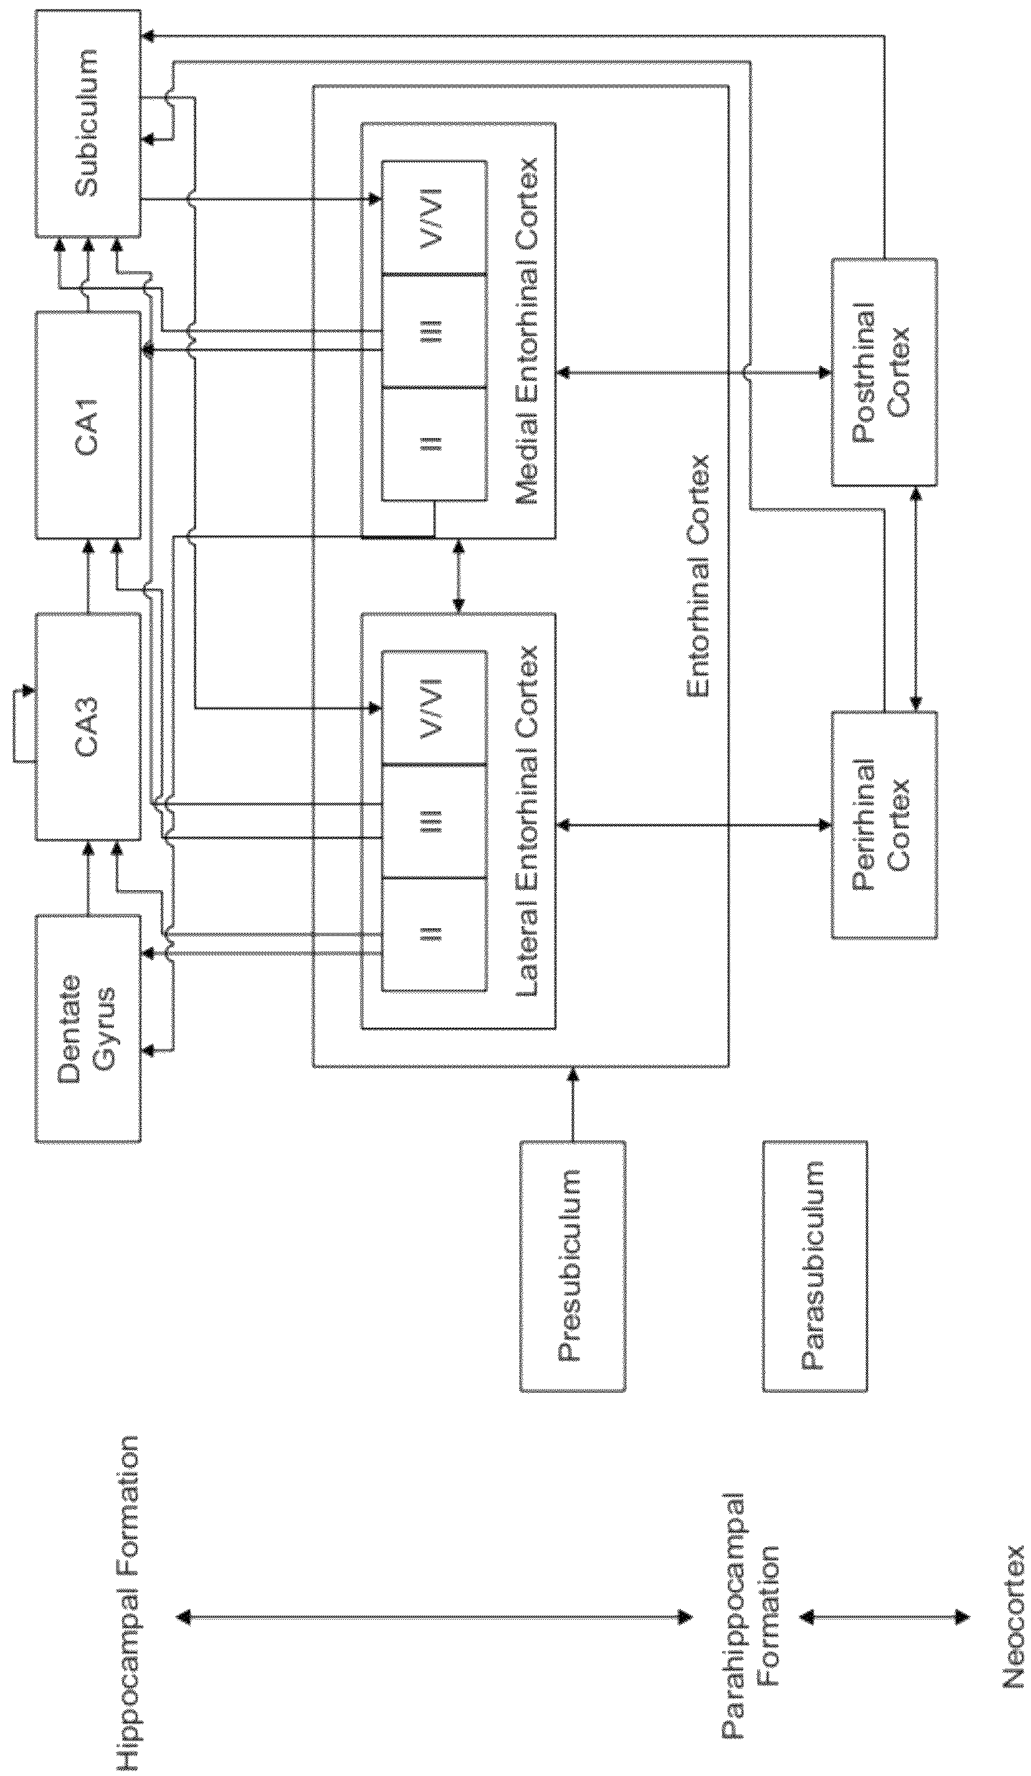 Hippocampal Formation
Dentate
Gyrus
CA3
CA1
Subiculum
II
III
V/VI
Lateral Entorhinal Cortex
II
III
V/VI
Medial Entorhinal Cortex
Entorhinal Cortex
Presubiculum
Parasubiculum
Parahippocampal
Formation
Perirhinal
Cortex
Postrhinal
Cortex
Neocortex